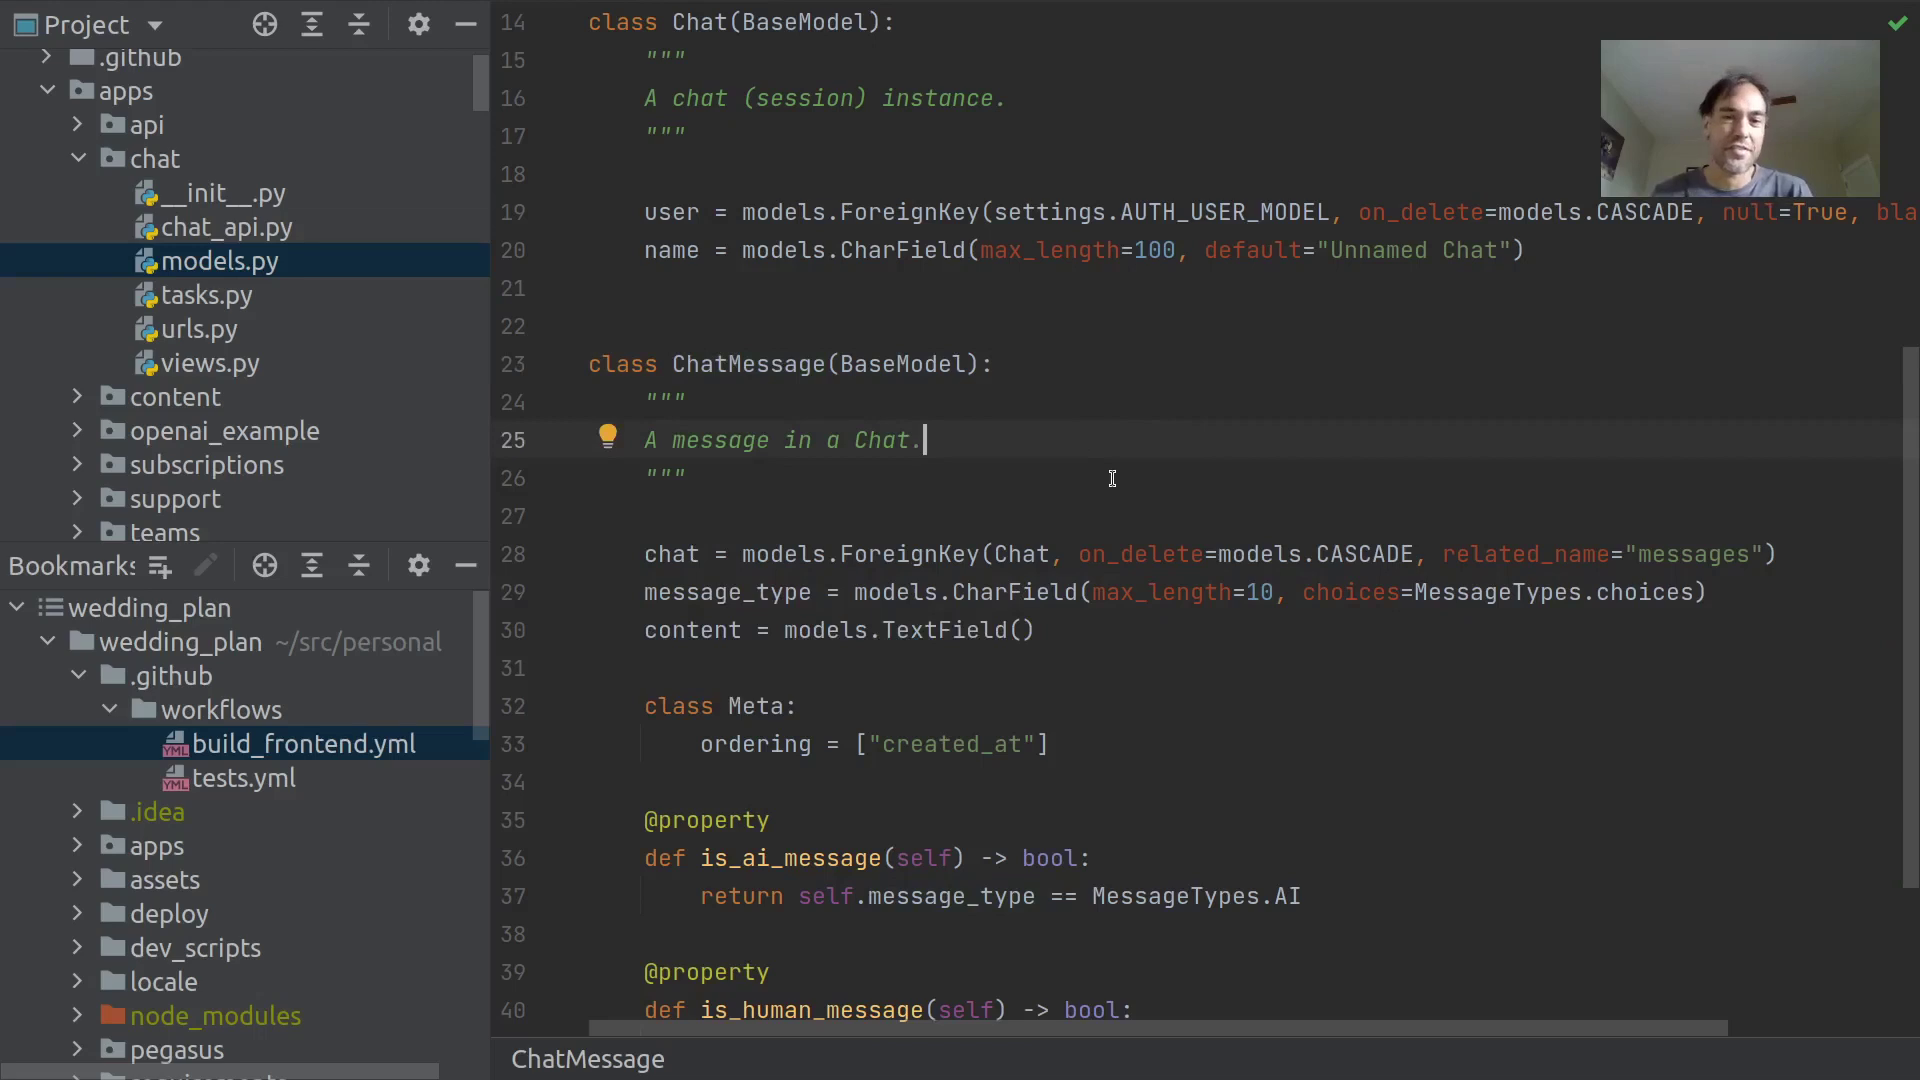 Project
.github
apps
api
chat
__init__.py
chat_api.py
models.py
tasks.py
urls.py
views.py
content
openai_example
subscriptions
support
teams
Bookmarks
wedding_plan
wedding_plan ~/src/personal
.github
workflows
build_frontend.yml
tests.yml
.idea
apps
assets
deploy
dev_scripts
locale
node_modules
pegasus
14 class Chat(BaseModel):
15 """
16 A chat (session) instance.
17 """
18
19 user = models.ForeignKey(settings.AUTH_USER_MODEL, on_delete=models.CASCADE, null=True, bla
20 name = models.CharField(max_length=100, default="Unnamed Chat")
21
22
23 class ChatMessage(BaseModel):
24 """
25 A message in a Chat.
26 """
27
28 chat = models.ForeignKey(Chat, on_delete=models.CASCADE, related_name="messages")
29 message_type = models.CharField(max_length=10, choices=MessageTypes.choices)
30 content = models.TextField()
31
32 class Meta:
33 ordering = ["created_at"]
34
35 @property
36 def is_ai_message(self) -> bool:
37 return self.message_type == MessageTypes.AI
38
39 @property
40 def is_human_message(self) -> bool:
ChatMessage